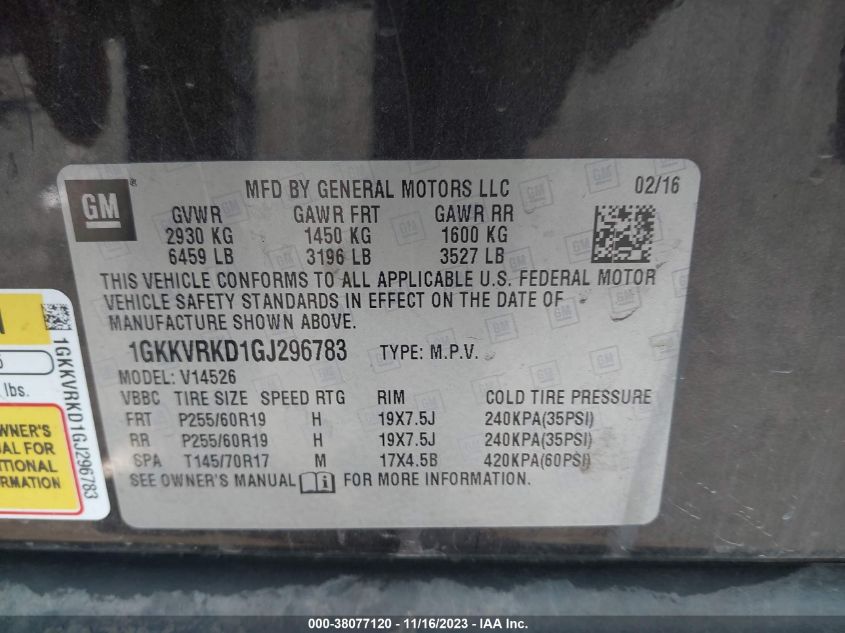 GM
MFD BY GENERAL MOTORS LLC 02/16
GVWR GAWR FRT GAWR RR
2930 KG 1450 KG 1600 KG
6459 LB 3196 LB 3527 LB
THIS VEHICLE CONFORMS TO ALL APPLICABLE U.S. FEDERAL MOTOR
VEHICLE SAFETY STANDARDS IN EFFECT ON THE DATE OF
MANUFACTURE SHOWN ABOVE.
1GKKVRKD1GJ296783 TYPE: M.P.V.
MODEL: V14526
VBBC TIRE SIZE SPEED RTG RIM COLD TIRE PRESSURE
FRT P255/60R19 H 19X7.5J 240KPA(35PSI)
RR P255/60R19 H 19X7.5J 240KPA(35PSI)
SPA T145/70R17 M 17X4.5B 420KPA(60PSI)
SEE OWNER'S MANUAL FOR MORE INFORMATION.
1GKKVRKD1GJ296783
lbs.
WNER'S
AL FOR
TIONAL
RMATION
000-38077120 - 11/16/2023 - IAA Inc.